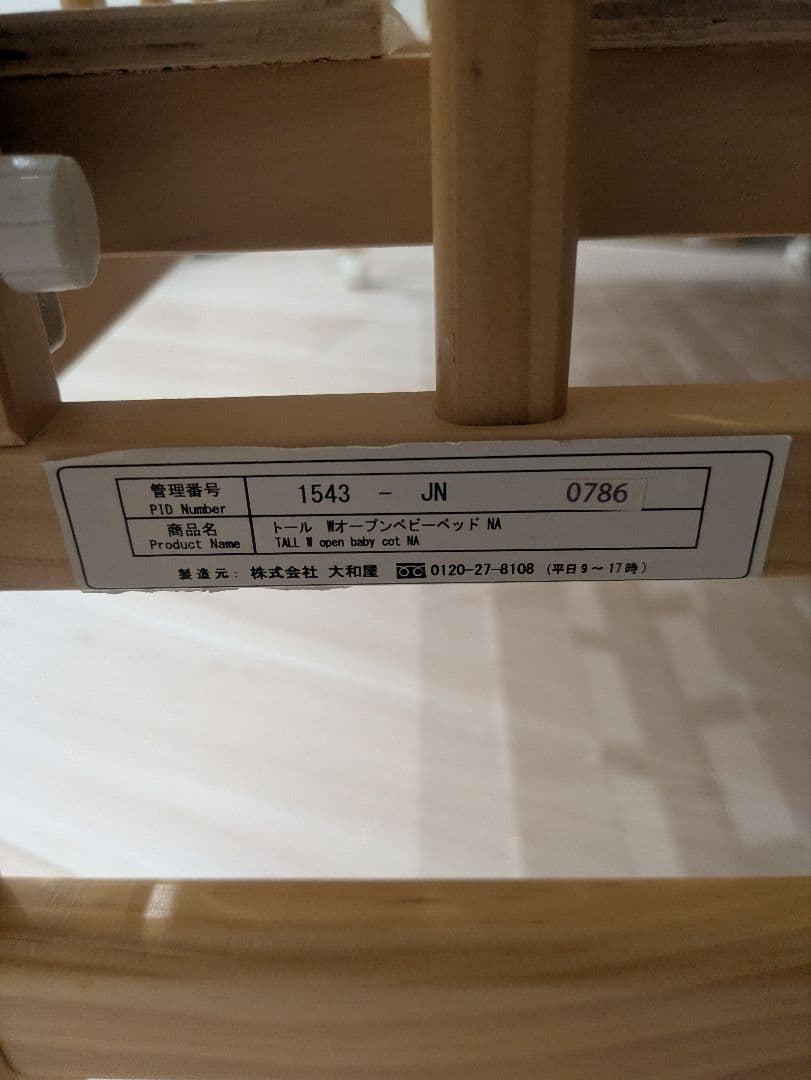 管理番号 1543 - JN 0786
PID Number
商品名 トール Wオープンベビーベッド NA
Product Name TALL W open baby cot NA
製造元: 株式会社 大和屋 0120-27-8108 (平日9～17時)